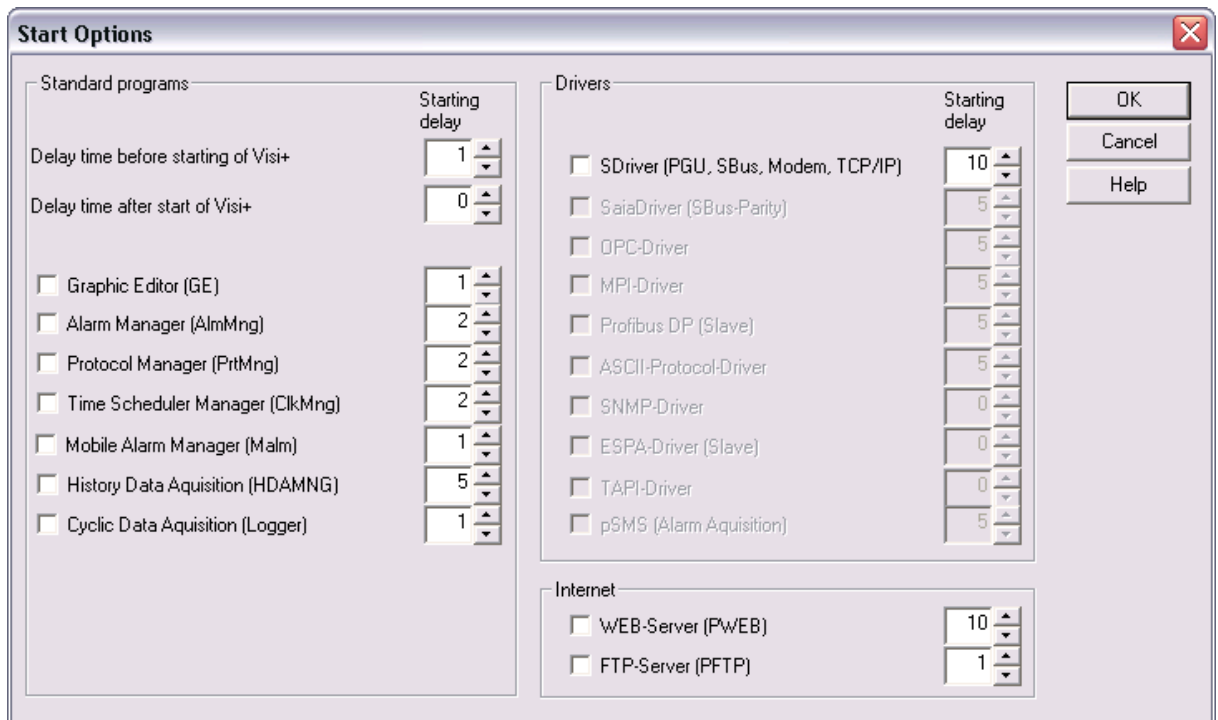 Start Options
Standard programs
Starting
delay
Delay time before starting of Visi+ 1
Delay time after start of Visi+ 0
Graphic Editor (GE) 1
Alarm Manager (AlmMng) 2
Protocol Manager (PrtMng) 2
Time Scheduler Manager (ClkMng) 2
Mobile Alarm Manager (Malm) 1
History Data Aquisition (HDAMNG) 5
Cyclic Data Aquisition (Logger) 1
Drivers
Starting
delay
SDriver (PGU, SBus, Modem, TCP/IP) 10
SaiaDriver (SBus-Parity) 5
OPC-Driver 5
MPI-Driver 5
Profibus DP (Slave) 5
ASCII-Protocol-Driver 5
SNMP-Driver 0
ESPA-Driver (Slave) 0
TAPI-Driver 0
pSMS (Alarm Aquisition) 5
Internet
WEB-Server (PWEB) 10
FTP-Server (PFTP) 1
OK
Cancel
Help